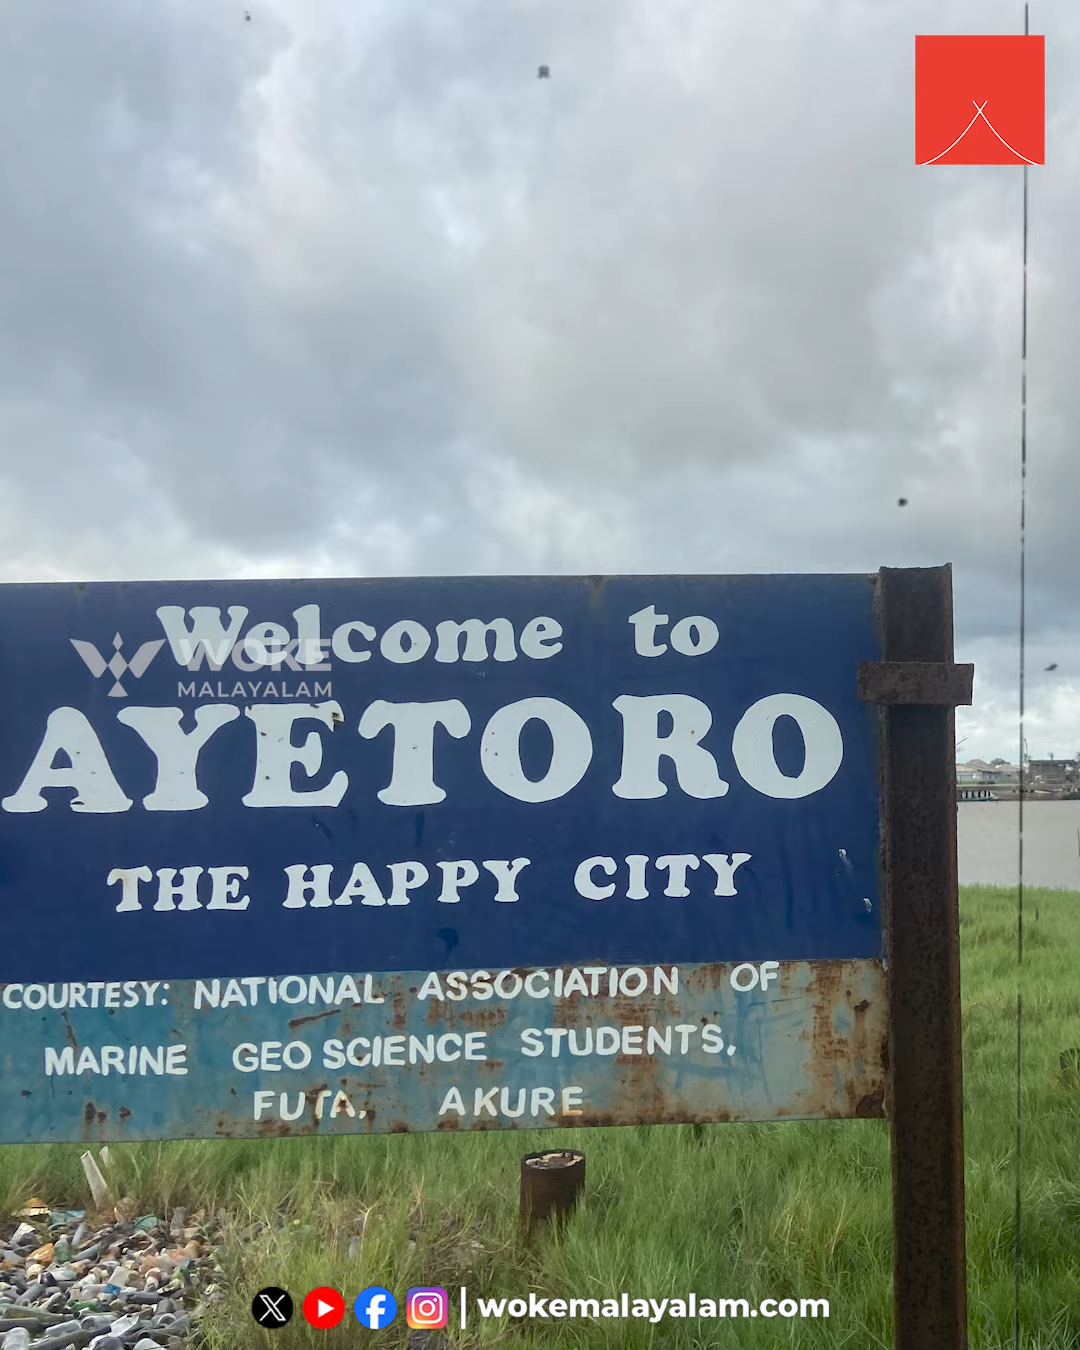 Welcome to
WOKE
MALAYALAM
AYETORO
THE HAPPY CITY
COURTESY: NATIONAL ASSOCIATION OF
MARINE GEO SCIENCE STUDENTS,
FUTA, AKURE
wokemalayalam.com